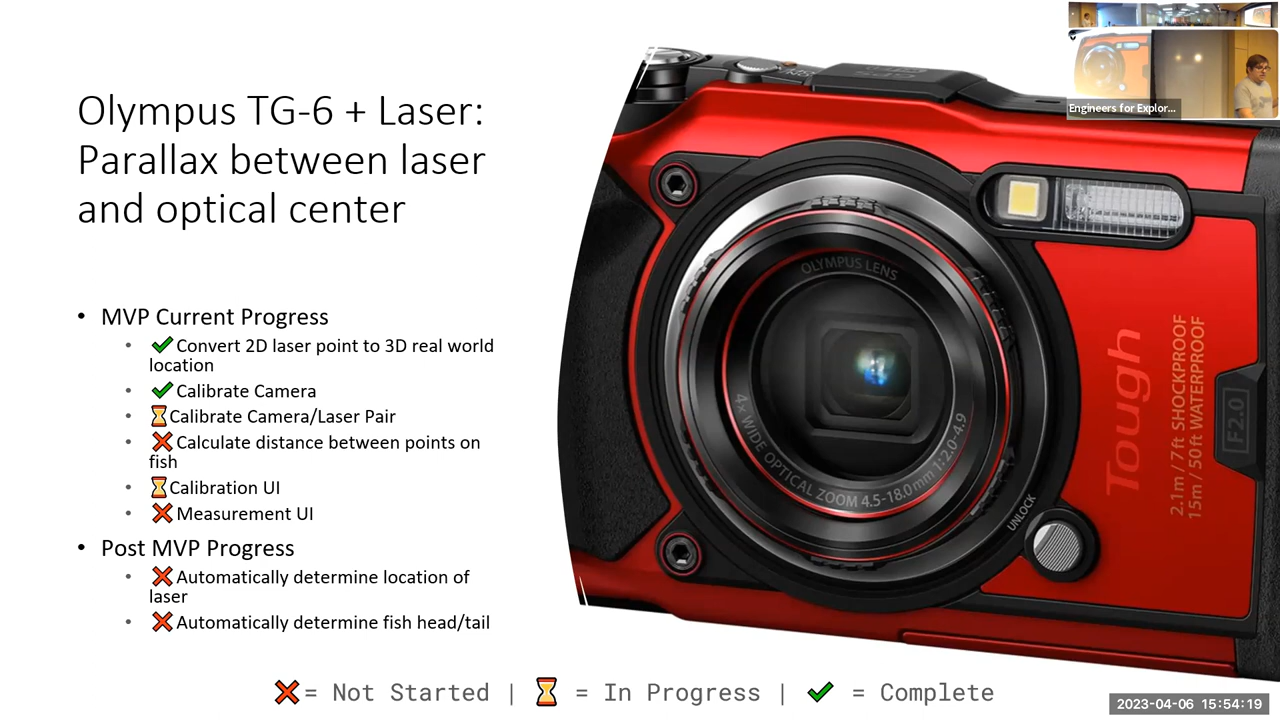 Olympus TG-6 + Laser:
Parallax between laser
and optical center
• MVP Current Progress
• ✔Convert 2D laser point to 3D real world
location
• ✔Calibrate Camera
• ⏳Calibrate Camera/Laser Pair
• ❌Calculate distance between points on
fish
• ⏳Calibration UI
• ❌Measurement UI
• Post MVP Progress
• ❌Automatically determine location of
laser
• ❌Automatically determine fish head/tail
❌= Not Started | ⏳ = In Progress | ✔ = Complete
GPS
OLYMPUS LENS
4x WIDE OPTICAL ZOOM 4.5-18.0mm 1:2.0-4.9
UNLOCK
Tough
2.1m / 7ft SHOCKPROOF
15m / 50ft WATERPROOF
F2.0
Engineers for Explor...
2023-04-06 15:54:19